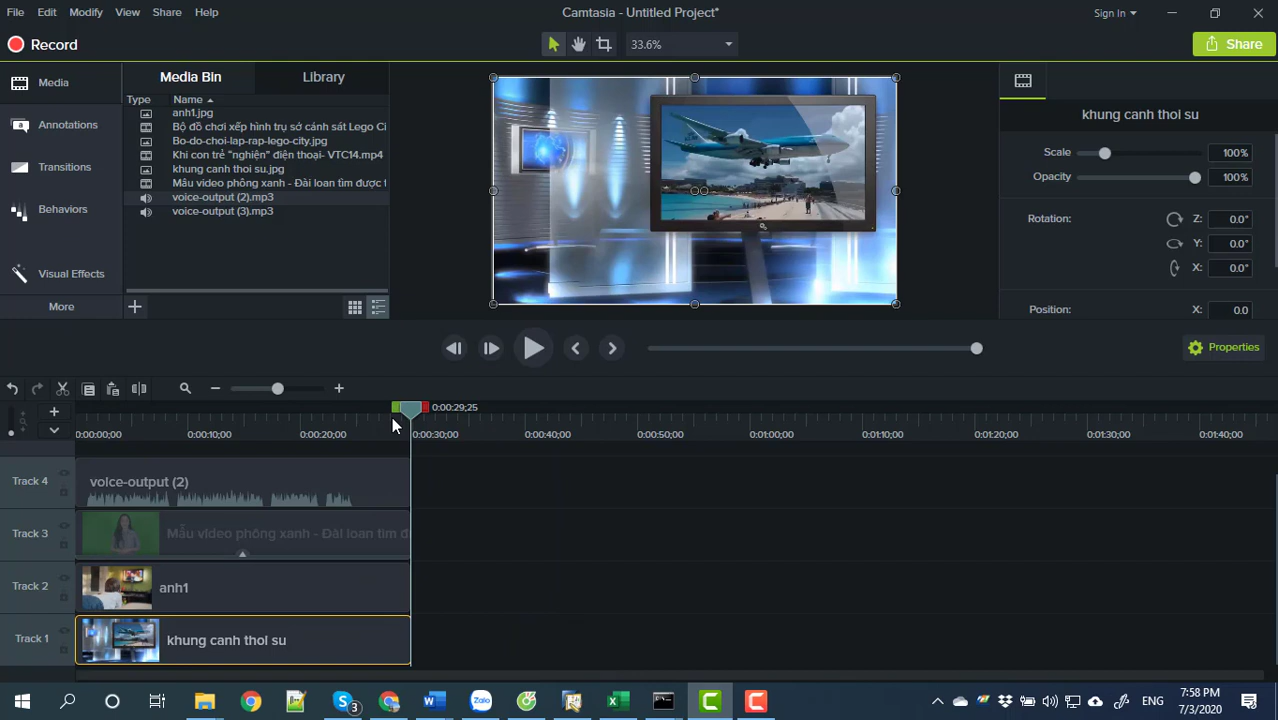 File Edit Modify View Share Help Camtasia - Untitled Project* Sign In
Record 33.6% Share
Media
Annotations
Transitions
Behaviors
Visual Effects
More
Media Bin Library
Type Name
anh1.jpg
Bộ đồ chơi xếp hình trụ sở cảnh sát Lego Ci
Bo-do-choi-lap-rap-lego-city.jpg
Khi con trẻ "nghiện" điện thoại- VTC14.mp4
khung canh thoi su.jpg
Mẫu video phông xanh - Đài loan tìm được t
voice-output (2).mp3
voice-output (3).mp3
khung canh thoi su
Scale 100%
Opacity 100%
Rotation: Z: 0.0°
Y: 0.0°
X: 0.0°
Position: X: 0.0
Properties
0:00:29;25
0:00:00;00 0:00:10;00 0:00:20;00 0:00:30;00 0:00:40;00 0:00:50;00 0:01:00;00 0:01:10;00 0:01:20;00 0:01:30;00 0:01:40;00
Track 4 voice-output (2)
Track 3 Mẫu video phông xanh - Đài loan tìm đ
Track 2 anh1
Track 1 khung canh thoi su
3 Zalo ENG 7:58 PM
7/3/2020